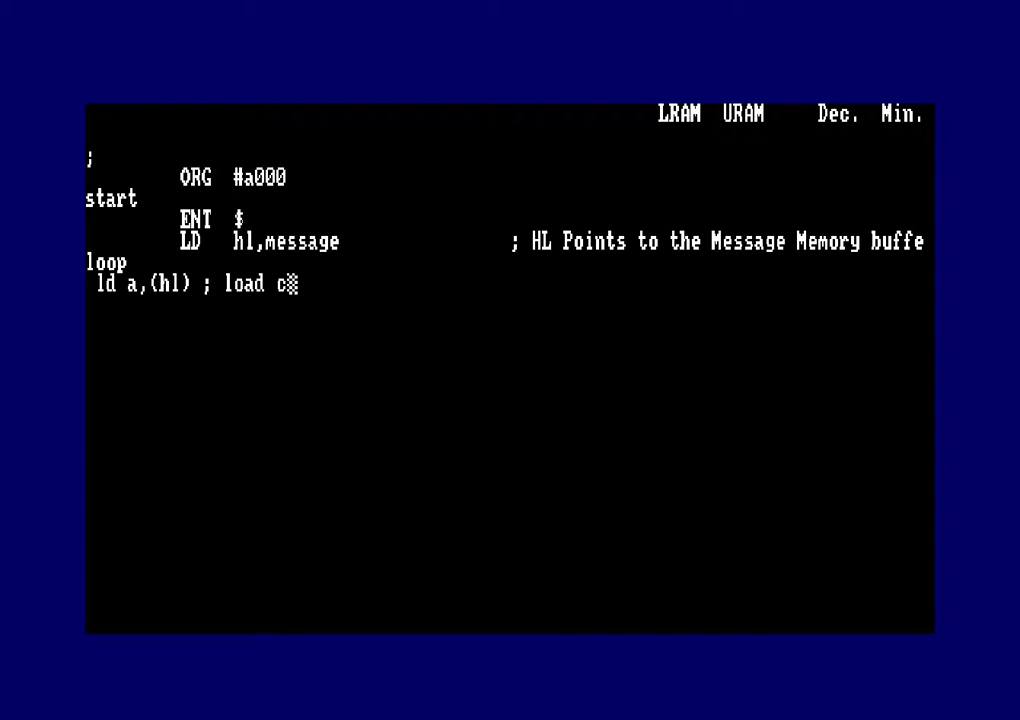 LRAM URAM Dec. Min.
;
ORG #a000
start
ENT $
LD hl,message ; HL Points to the Message Memory buffe
loop
ld a,(hl) ; load c